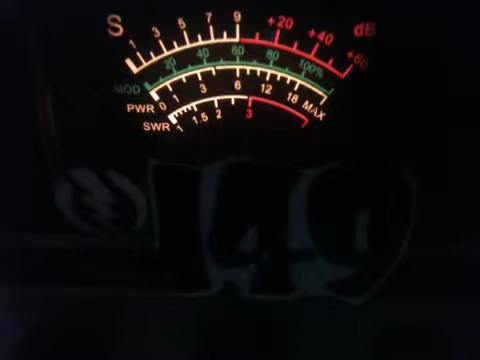 S 1 3 5 7 9 +20 +40 +60 dB
MOD 20 40 60 80 100%
PWR 0 1 3 6 12 18 MAX
SWR 1 1.5 2 3
149